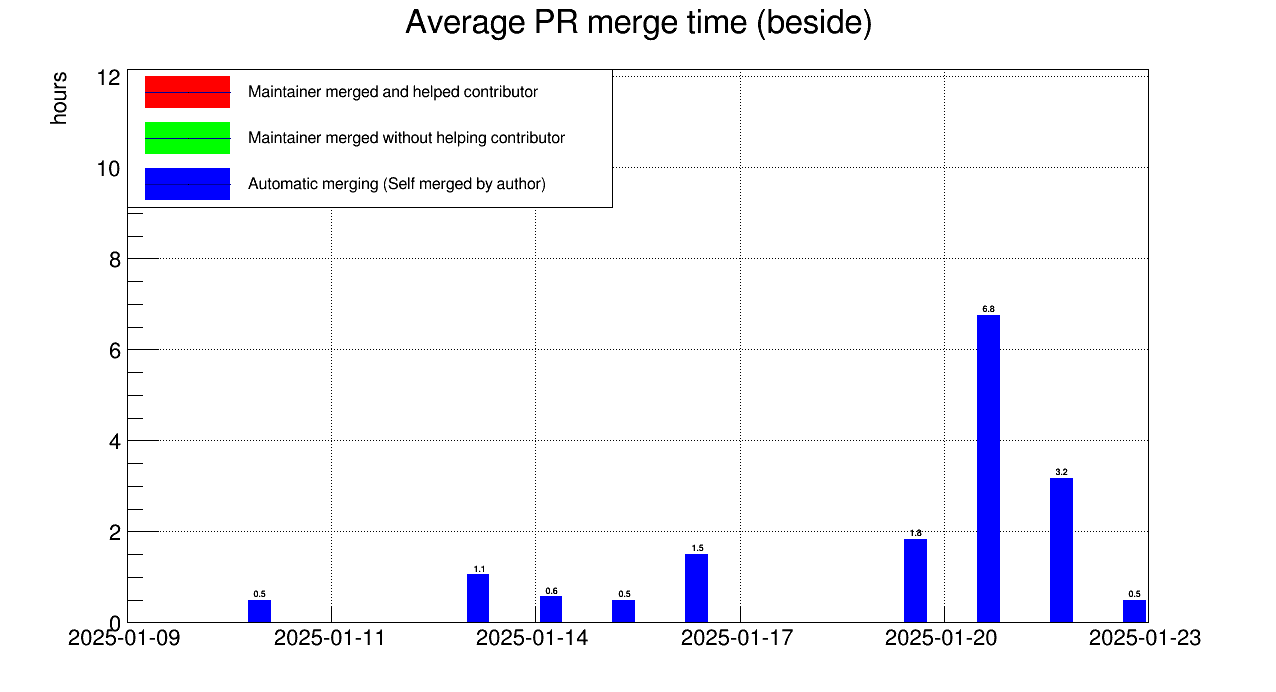 Average PR merge time (beside)
hours
12
10
8
6
4
2
0
Maintainer merged and helped contributor
Maintainer merged without helping contributor
Automatic merging (Self merged by author)
0.5
1.1
0.6
0.5
1.5
1.8
6.8
3.2
0.5
2025-01-09 2025-01-11 2025-01-14 2025-01-17 2025-01-20 2025-01-23